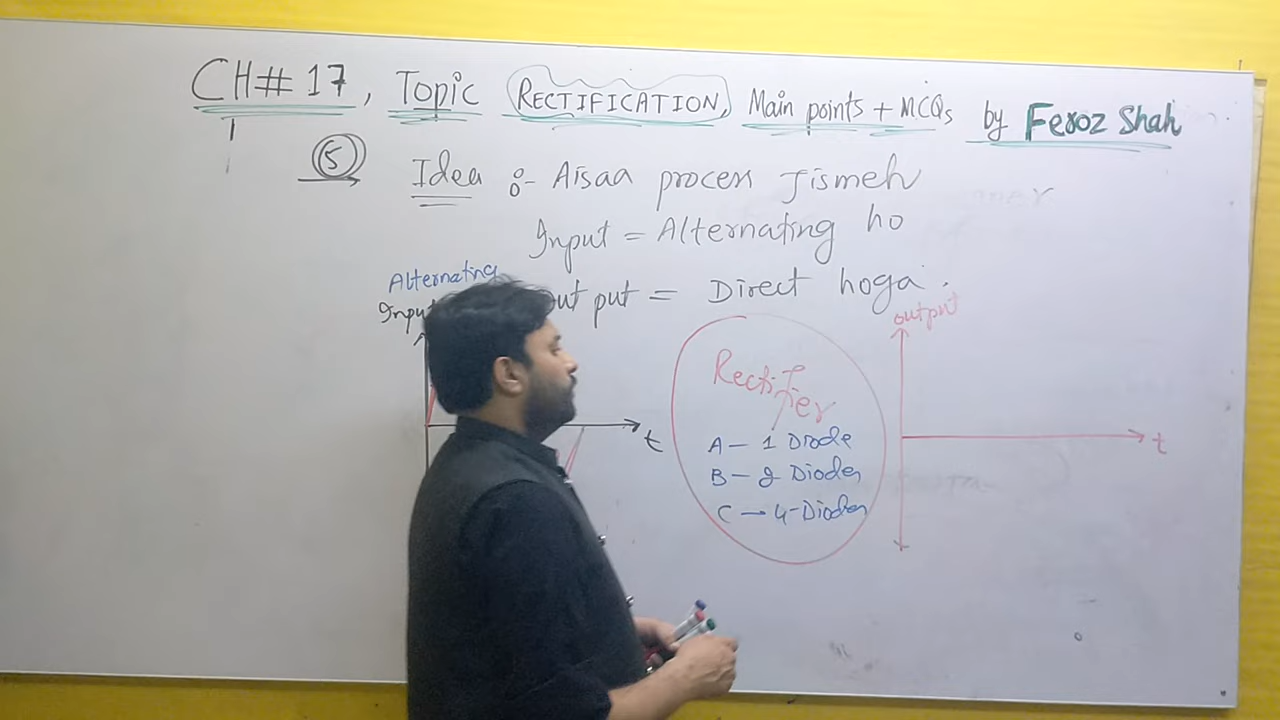 CH# 17, Topic RECTIFICATION, Main points + MCQs by Feroz Shah
5 Idea :- Aisaa process Jismeh
Input = Alternating ho
out put = Direct hoga.
Alternating
Input
output
Rectifier
A - 1 Diode
B - 2 Diodes
C - 4-Diodes
t
t